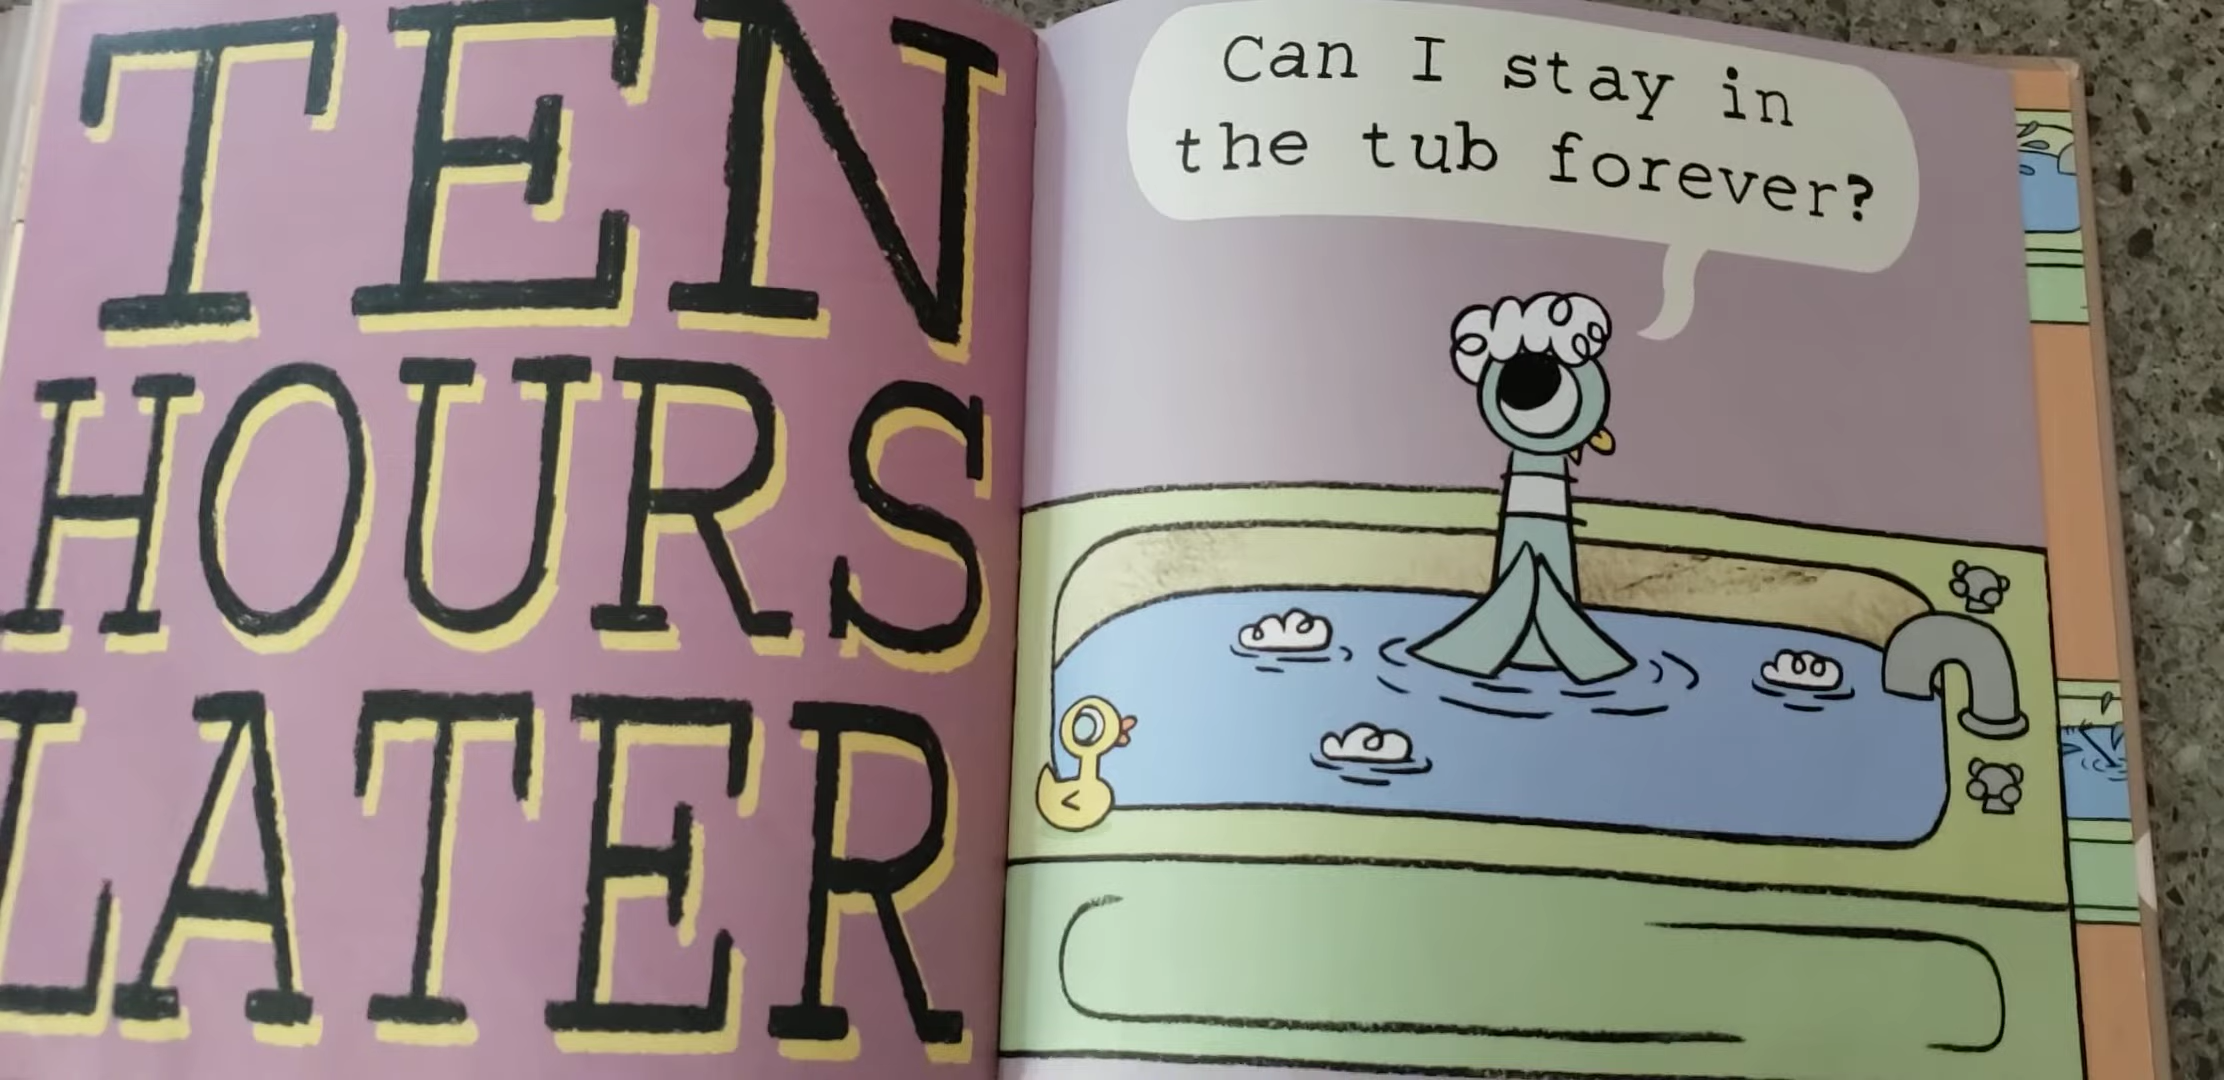 TEN
HOURS
LATER
Can I stay in
the tub forever?